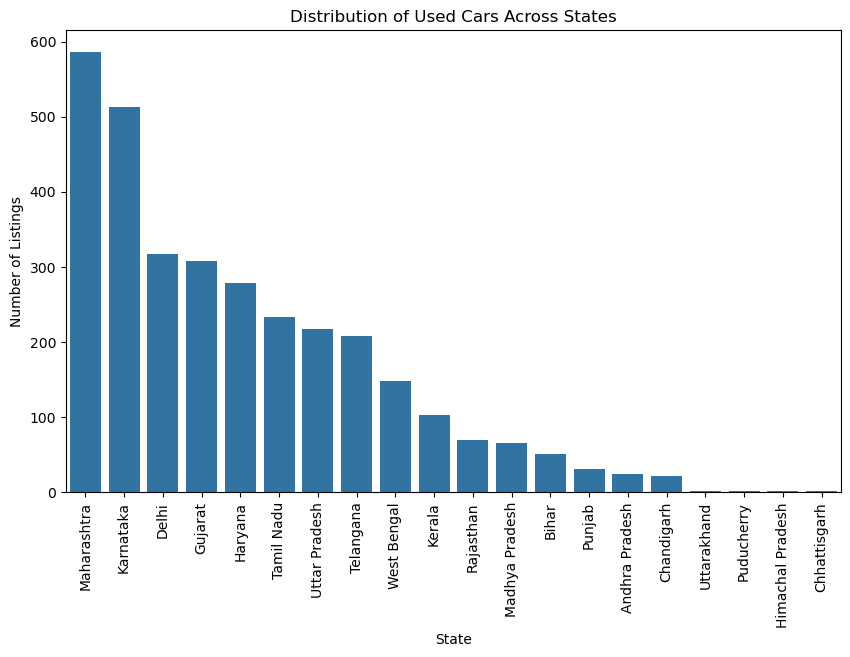 Distribution of Used Cars Across States
Number of Listings
600
500
400
300
200
100
0
Maharashtra
Karnataka
Delhi
Gujarat
Haryana
Tamil Nadu
Uttar Pradesh
Telangana
West Bengal
Kerala
Rajasthan
Madhya Pradesh
Bihar
Punjab
Andhra Pradesh
Chandigarh
Uttarakhand
Puducherry
Himachal Pradesh
Chhattisgarh
State